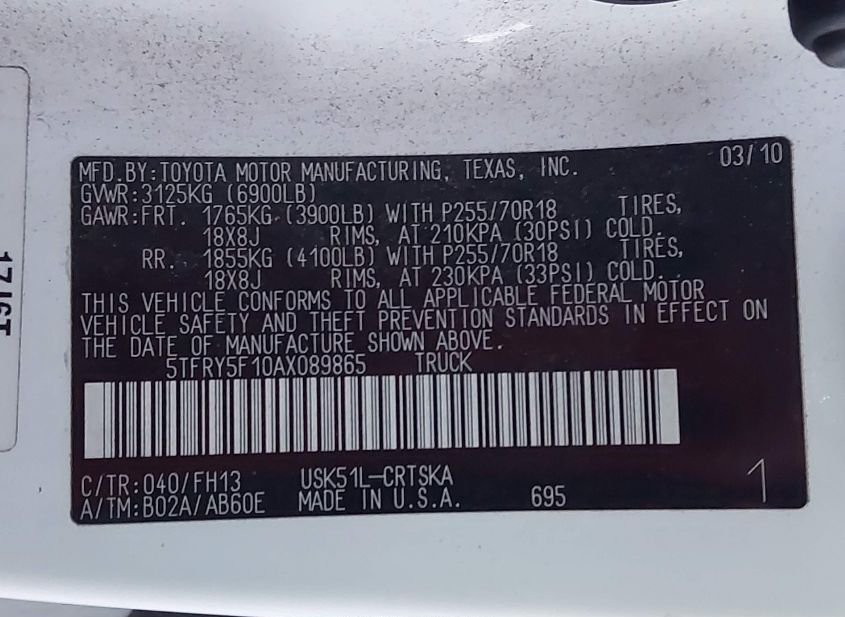 MFD.BY:TOYOTA MOTOR MANUFACTURING, TEXAS, INC. 03/10
GVWR:3125KG (6900LB)
GAWR:FRT. 1765KG (3900LB) WITH P255/70R18 TIRES,
18X8J RIMS, AT 210KPA (30PSI) COLD.
RR. 1855KG (4100LB) WITH P255/70R18 TIRES,
18X8J RIMS, AT 230KPA (33PSI) COLD.
THIS VEHICLE CONFORMS TO ALL APPLICABLE FEDERAL MOTOR
VEHICLE SAFETY AND THEFT PREVENTION STANDARDS IN EFFECT ON
THE DATE OF MANUFACTURE SHOWN ABOVE.
5TFRY5F10AX089865 TRUCK
C/TR:040/FH13 USK51L-CRTSKA
A/TM:B02A/AB60E MADE IN U.S.A. 695
1